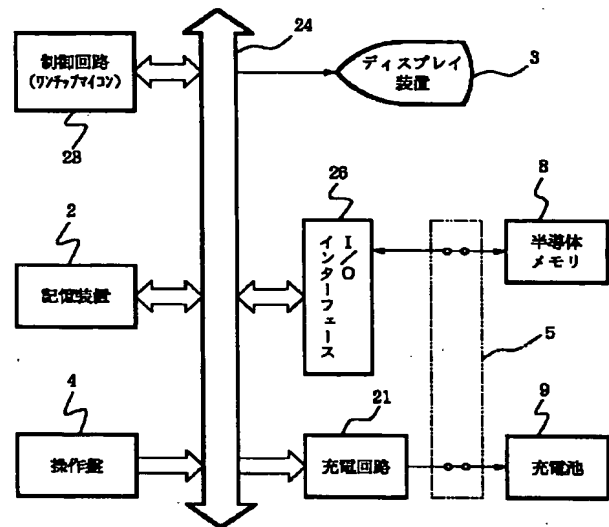 24
制御回路
(ワンチップマイコン)
23
ディスプレイ
装置
3
26
I/O
インターフェース
8
半導体
メモリ
2
記憶装置
5
4
操作盤
21
充電回路
9
充電池